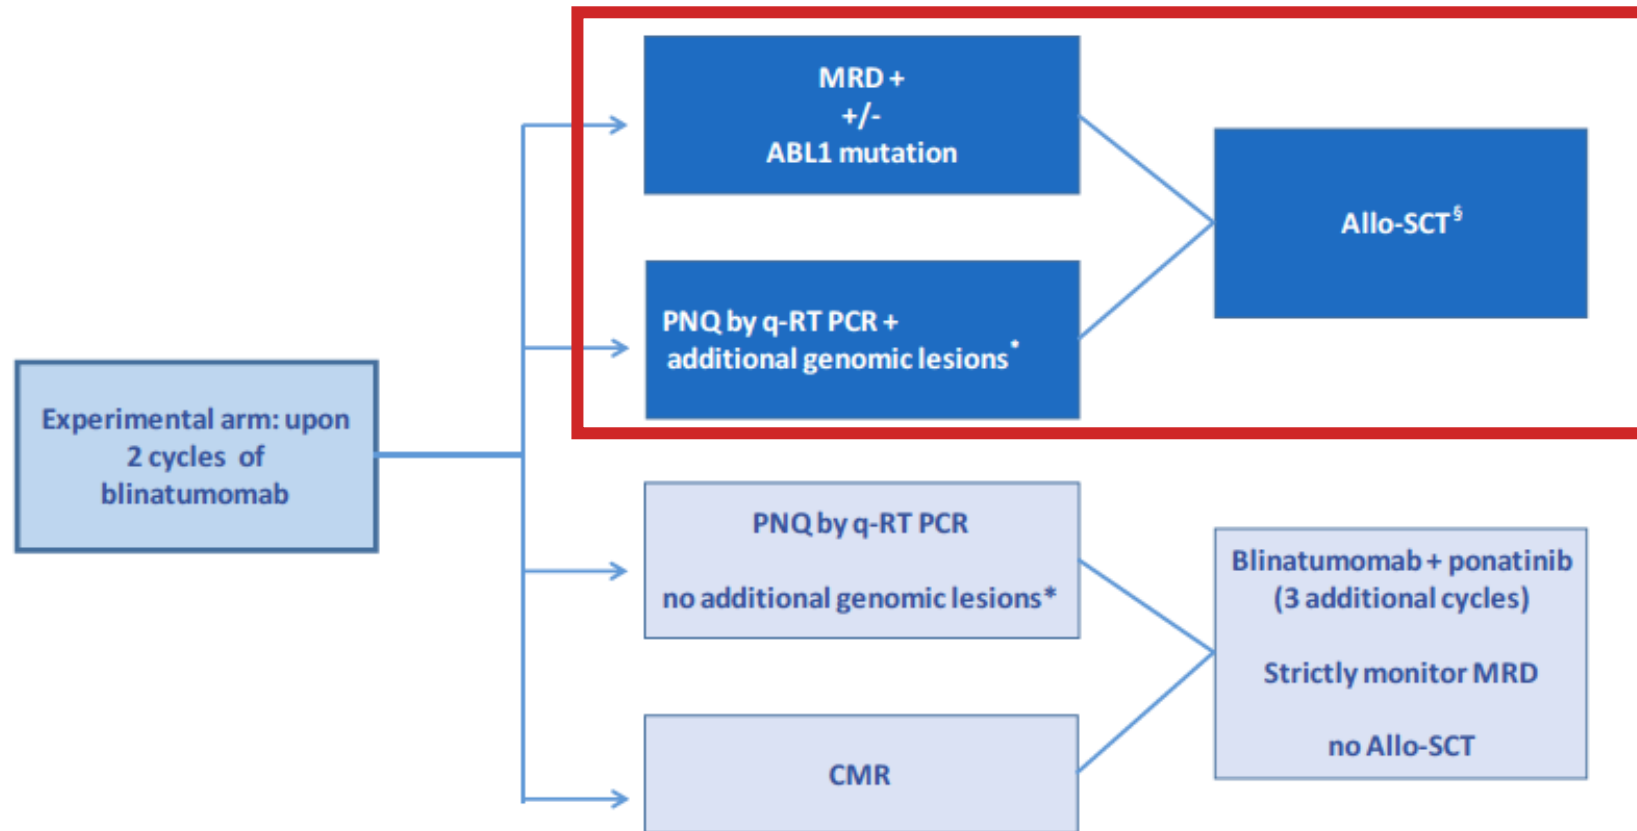 MRD +
+/-
ABL1 mutation
Allo-SCT§
PNQ by q-RT PCR +
additional genomic lesions*
Experimental arm: upon
2 cycles of
blinatumomab
PNQ by q-RT PCR
no additional genomic lesions*
Blinatumomab + ponatinib
(3 additional cycles)
Strictly monitor MRD
no Allo-SCT
CMR